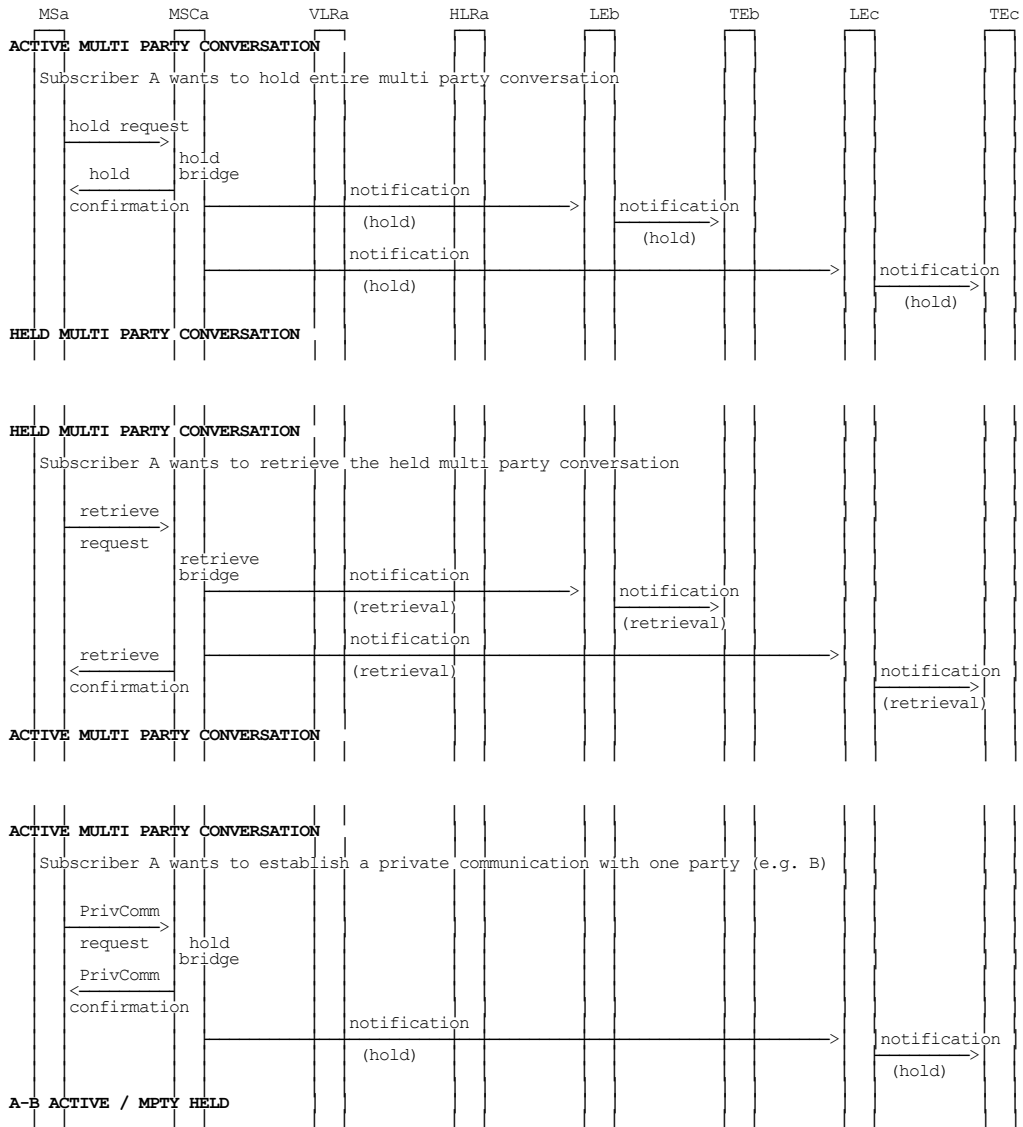 MSa MSCa VLRa HLRa LEb TEb LEc TEc
ACTIVE MULTI PARTY CONVERSATION
Subscriber A wants to hold entire multi party conversation
hold request
hold
hold bridge
notification
confirmation notification
(hold)
(hold)
notification
notification
(hold)
(hold)
HELD MULTI PARTY CONVERSATION
HELD MULTI PARTY CONVERSATION
Subscriber A wants to retrieve the held multi party conversation
retrieve
request
retrieve
bridge notification
notification
(retrieval)
(retrieval)
notification
retrieve
(retrieval) notification
confirmation
(retrieval)
ACTIVE MULTI PARTY CONVERSATION
ACTIVE MULTI PARTY CONVERSATION
Subscriber A wants to establish a private communication with one party (e.g. B)
PrivComm
request hold
bridge
PrivComm
confirmation
notification
notification
(hold)
(hold)
A-B ACTIVE / MPTY HELD